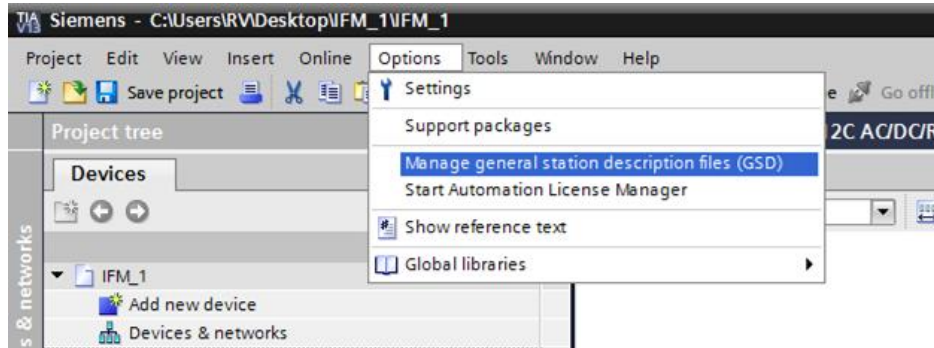 TIA
V13
Siemens - C:\Users\RV\Desktop\IFM_1\IFM_1
Project Edit View Insert Online Options Tools Window Help
Save project
Go offl
Settings
Support packages
Manage general station description files (GSD)
Start Automation License Manager
Show reference text
Global libraries
Project tree
2C AC/DC/R
Devices
IFM_1
Add new device
Devices & networks
s & networks